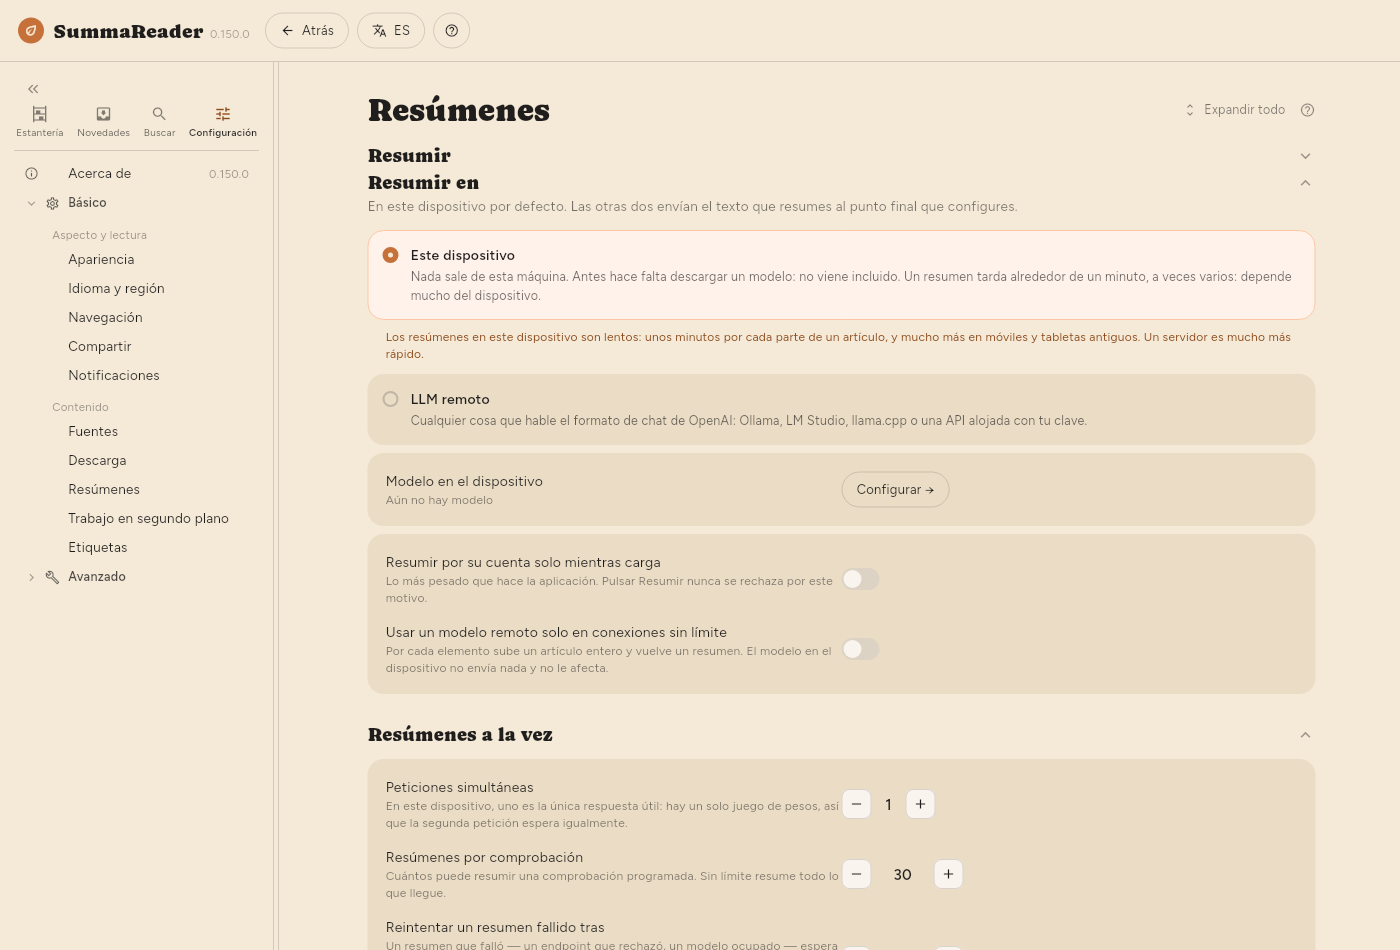 SummaReader 0.150.0 Atrás ES
Estantería Novedades Buscar Configuración
Acerca de 0.150.0
Básico
Aspecto y lectura
Apariencia
Idioma y región
Navegación
Compartir
Notificaciones
Contenido
Fuentes
Descarga
Resúmenes
Trabajo en segundo plano
Etiquetas
Avanzado
Resúmenes Expandir todo
Resumir
Resumir en
En este dispositivo por defecto. Las otras dos envían el texto que resumes al punto final que configures.
Este dispositivo
Nada sale de esta máquina. Antes hace falta descargar un modelo: no viene incluido. Un resumen tarda alrededor de un minuto, a veces varios: depende
mucho del dispositivo.
Los resúmenes en este dispositivo son lentos: unos minutos por cada parte de un artículo, y mucho más en móviles y tabletas antiguos. Un servidor es mucho más
rápido.
LLM remoto
Cualquier cosa que hable el formato de chat de OpenAI: Ollama, LM Studio, llama.cpp o una API alojada con tu clave.
Modelo en el dispositivo
Aún no hay modelo
Configurar →
Resumir por su cuenta solo mientras carga
Lo más pesado que hace la aplicación. Pulsar Resumir nunca se rechaza por este
motivo.
Usar un modelo remoto solo en conexiones sin límite
Por cada elemento sube un artículo entero y vuelve un resumen. El modelo en el
dispositivo no envía nada y no le afecta.
Resúmenes a la vez
Peticiones simultáneas
En este dispositivo, uno es la única respuesta útil: hay un solo juego de pesos, así
que la segunda petición espera igualmente.
− 1 +
Resúmenes por comprobación
Cuántos puede resumir una comprobación programada. Sin límite resume todo lo
que llegue.
− 30 +
Reintentar un resumen fallido tras
Un resumen que falló — un endpoint que rechazó, un modelo ocupado — espera